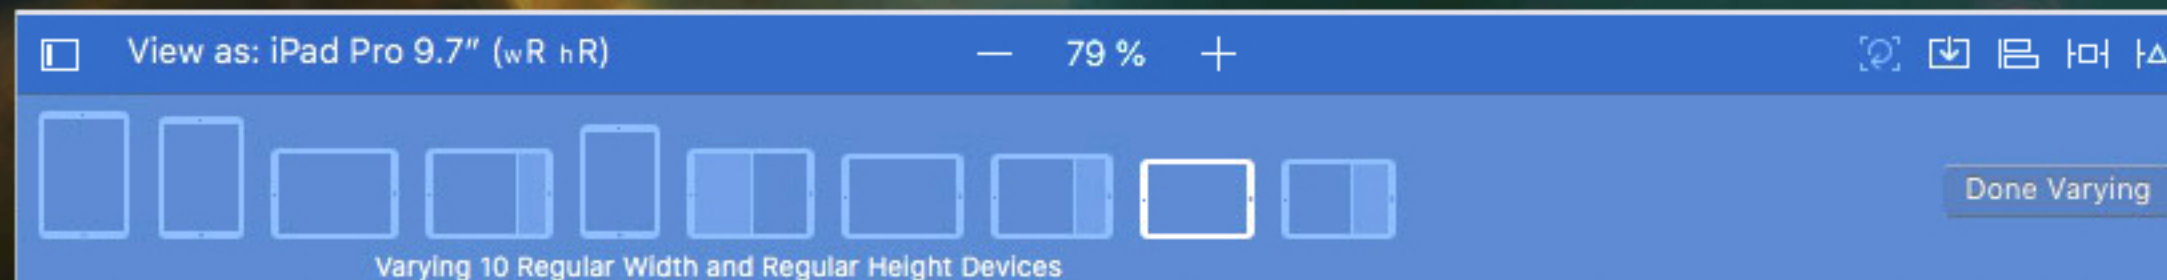 View as: iPad Pro 9.7” (wR hR)
79 %
Done Varying
Varying 10 Regular Width and Regular Height Devices